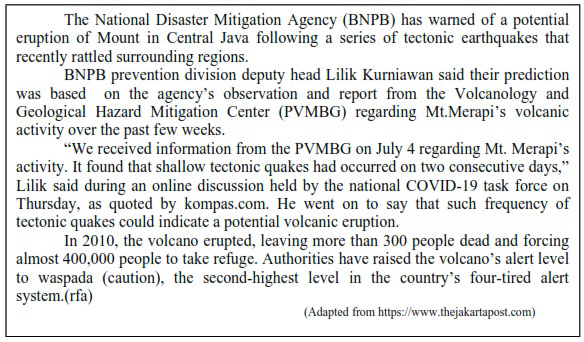 The National Disaster Mitigation Agency (BNPB) has warned of a potential
eruption of Mount in Central Java following a series of tectonic earthquakes that
recently rattled surrounding regions.
BNPB prevention division deputy head Lilik Kurniawan said their prediction
was based on the agency’s observation and report from the Volcanology and
Geological Hazard Mitigation Center (PVMBG) regarding Mt.Merapi’s volcanic
activity over the past few weeks.
“We received information from the PVMBG on July 4 regarding Mt. Merapi’s
activity. It found that shallow tectonic quakes had occurred on two consecutive days,”
Lilik said during an online discussion held by the national COVID-19 task force on
Thursday, as quoted by kompas.com. He went on to say that such frequency of
tectonic quakes could indicate a potential volcanic eruption.
In 2010, the volcano erupted, leaving more than 300 people dead and forcing
almost 400,000 people to take refuge. Authorities have raised the volcano’s alert level
to waspada (caution), the second-highest level in the country’s four-tired alert
system.(rfa)
(Adapted from https://www.thejakartapost.com)